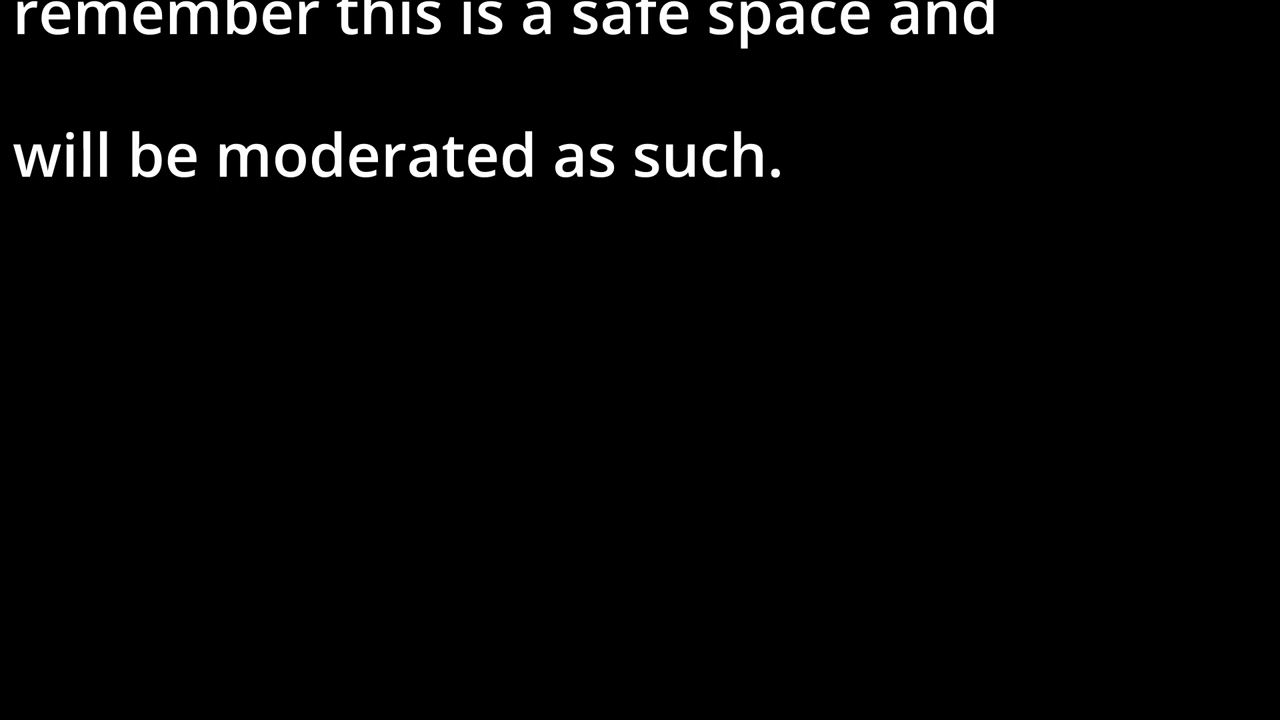 remember this is a safe space and
will be moderated as such.